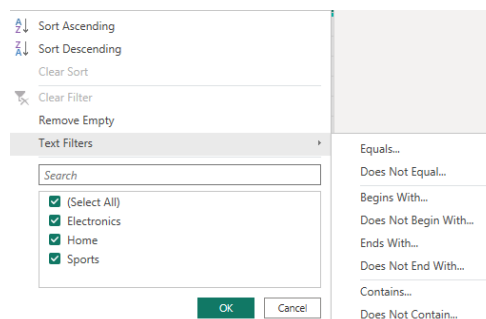 Sort Ascending
Sort Descending
Clear Sort
Clear Filter
Remove Empty
Text Filters
Search
(Select All)
Electronics
Home
Sports
OK Cancel
Equals...
Does Not Equal...
Begins With...
Does Not Begin With...
Ends With...
Does Not End With...
Contains...
Does Not Contain...